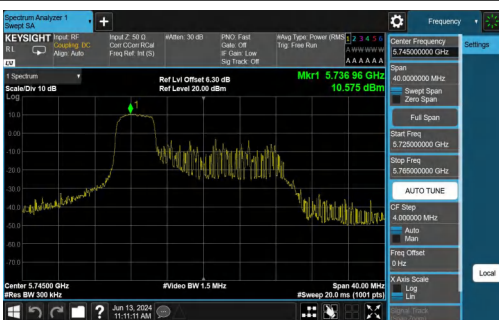 Spectrum Analyzer 1
Swept SA
Frequency
KEYSIGHT Input: RF
Coupling: DC
Align: Auto
Input Z: 50 Ω
Corr CCorr RCal
Freq Ref: Int (S)
#Atten: 30 dB
PNO: Fast
Gate: Off
IF Gain: Low
Sig Track: Off
#Avg Type: Power (RMS
Trig: Free Run
1 2 3 4 5 6
A W W W W W
A A A A A A
RL
LVI
1 Spectrum
Scale/Div 10 dB
Ref Lvl Offset 6.30 dB
Ref Level 20.00 dBm
Mkr1 5.736 96 GHz
10.575 dBm
Log
1
10.0
0.00
-10.0
-20.0
-30.0
-40.0
-50.0
-60.0
-70.0
Center 5.74500 GHz
#Res BW 300 kHz
#Video BW 1.5 MHz
Span 40.00 MHz
#Sweep 20.0 ms (1001 pts)
Jun 13, 2024
11:11:11 AM
Center Frequency
5.745000000 GHz
Settings
Span
40.0000000 MHz
Swept Span
Zero Span
Full Span
Start Freq
5.725000000 GHz
Stop Freq
5.765000000 GHz
AUTO TUNE
CF Step
4.000000 MHz
Auto
Man
Freq Offset
0 Hz
X Axis Scale
Log
Lin
Local
Signal Track